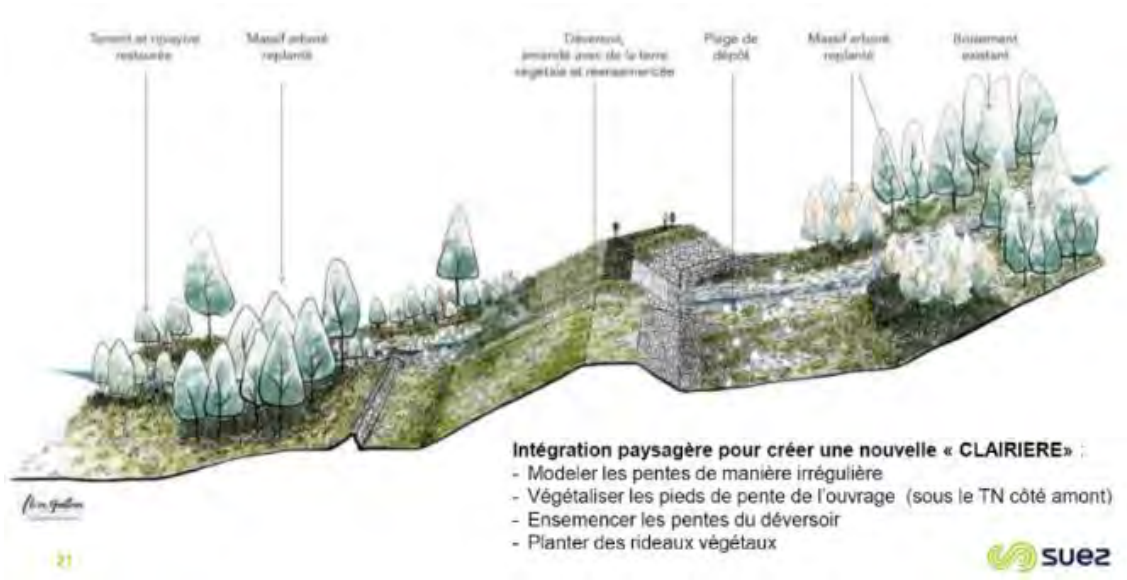 Torrent et ripisylve
restaurée
Massif arboré
replanté
Déversoir,
amendé avec de la terre
végétale et réensemencée
Plage de
dépôt
Massif arboré
replanté
Boisement
existant
Intégration paysagère pour créer une nouvelle « CLAIRIERE» :
- Modeler les pentes de manière irrégulière
- Végétaliser les pieds de pente de l'ouvrage (sous le TN côté amont)
- Ensemencer les pentes du déversoir
- Planter des rideaux végétaux
21
suez